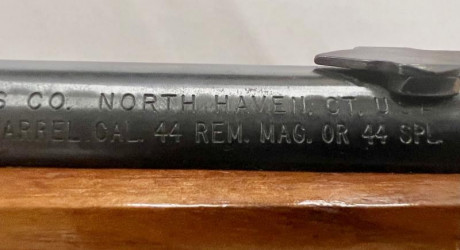 S CO. NORTH HAVEN, CT. U.S.
ARREL. CAL. 44 REM. MAG. OR 44 SPL.